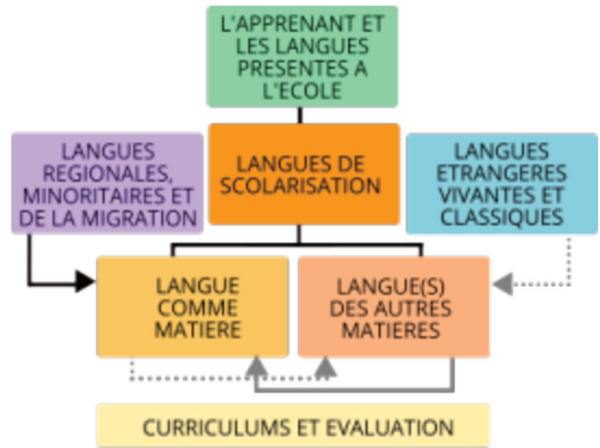 L'APPRENANT ET
LES LANGUES
PRESENTES A
L'ECOLE
LANGUES
REGIONALES,
MINORITAIRES ET
DE LA MIGRATION
LANGUES DE
SCOLARISATION
LANGUES
ETRANGERES
VIVANTES ET
CLASSIQUES
LANGUE
COMME
MATIERE
LANGUE(S)
DES AUTRES
MATIERES
CURRICULUMS ET EVALUATION